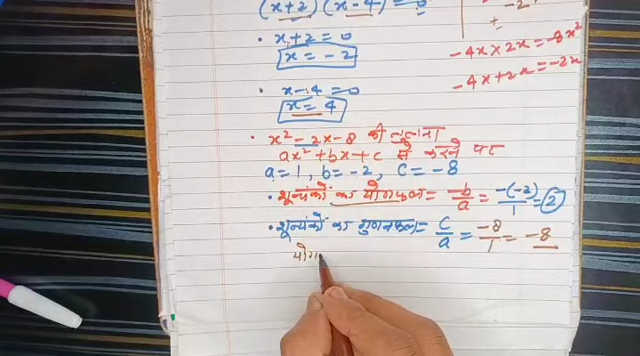 (x+2) (x-4) = 0
-2
• x+2=0
x = -2
-4x × 2x = -8x²
-4x+2x = -2x
• x-4=0
x = 4
• x² - 2x - 8 की तुलना
ax² + bx + c से करने पर
a=1, b=-2, c=-8
• शून्यकों का योगफल = -b/a = -(-2)/1 = 2
• शून्यकों का गुणनफल = c/a = -8/1 = -8
योग